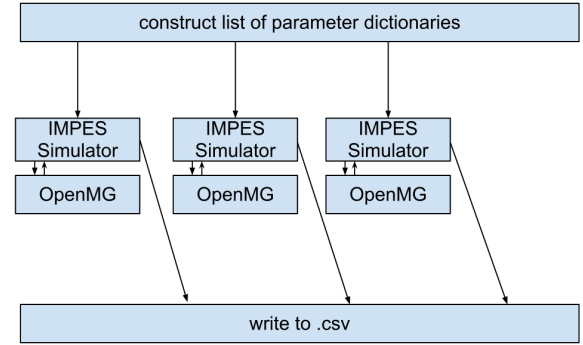 construct list of parameter dictionaries
IMPES
Simulator
IMPES
Simulator
IMPES
Simulator
OpenMG
OpenMG
OpenMG
write to .csv